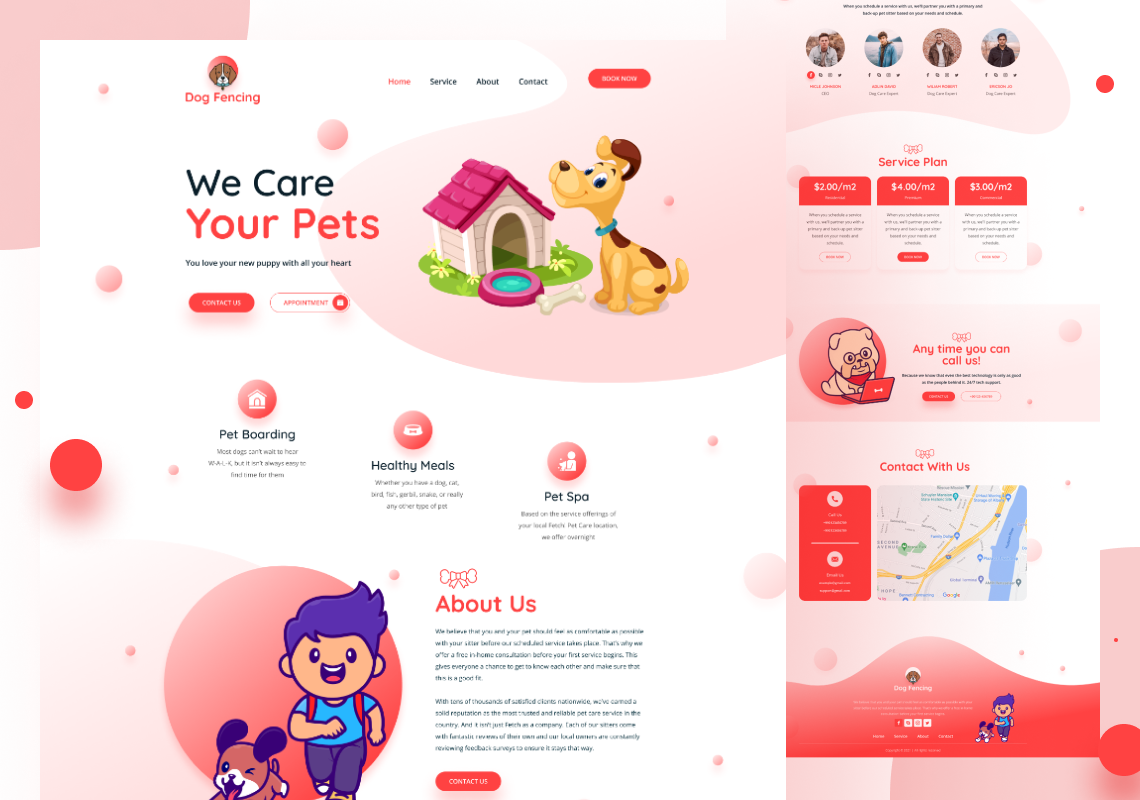 Dog Fencing
Home Service About Contact
BOOK NOW
We Care
Your Pets
You love your new puppy with all your heart
CONTACT US
APPOINTMENT
Pet Boarding
Most dogs can't wait to hear
W-A-L-K, but it isn't always easy to
find time for them
Healthy Meals
Whether you have a dog, cat,
bird, fish, gerbil, snake, or really
any other type of pet
Pet Spa
Based on the service offerings of
your local Fetch! Pet Care location,
we offer overnight
About Us
We believe that you and your pet should feel as comfortable as possible
with your sitter before our scheduled service takes place. That's why we
offer a free in-home consultation before your first service begins. This
gives everyone a chance to get to know each other and make sure that
this is a good fit.
With tens of thousands of satisfied clients nationwide, we've earned a
solid reputation as the most trusted and reliable pet care service in the
country. And it isn't just Fetch as a company. Each of our sitters come
with fantastic reviews of their own and our local owners are constantly
reviewing feedback surveys to ensure it stays that way.
CONTACT US
When you schedule a service with us, we'll partner you with a primary and
back-up pet sitter based on your needs and schedule.
JOHNSON
CEO
DAVID
Dog Care Expert
ROBERT
Dog Care Expert
Dog Care Expert
Service Plan
$2.00/m2
Residential
When you schedule a service
with us, we'll partner you with a
primary and back-up pet sitter
based on your needs and
schedule.
BOOK NOW
$4.00/m2
Premium
When you schedule a service
with us, we'll partner you with a
primary and back-up pet sitter
based on your needs and
schedule.
BOOK NOW
$3.00/m2
Commercial
When you schedule a service
with us, we'll partner you with a
primary and back-up pet sitter
based on your needs and
schedule.
BOOK NOW
Any time you can
call us!
Because we know that even the best technology is only as good
as the people behind it. 24/7 tech support.
CONTACT US
Contact With Us
Call Us
Email Us
SECOND
AVENUE
Family Dollar
HOPE
Google
Dog Fencing
Home Service About Contact